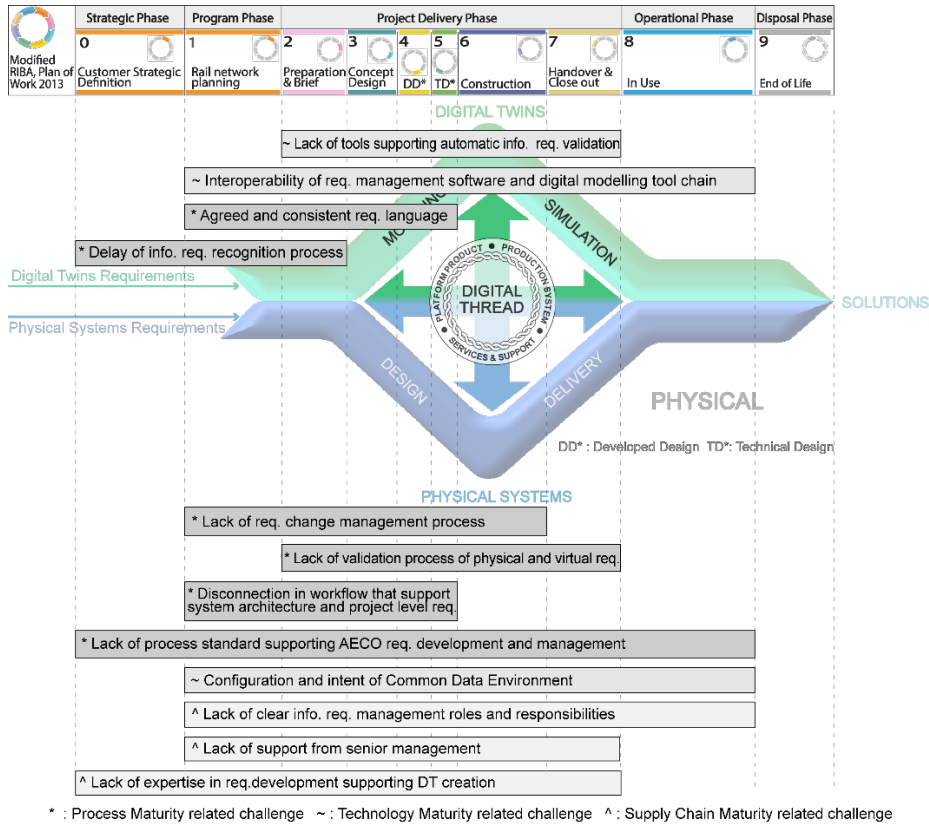 Strategic Phase
Program Phase
Project Delivery Phase
Operational Phase
Disposal Phase
Modified
RIBA, Plan of
Work 2013
0
Customer Strategic
Definition
1
Rail network
planning
2
Preparation
& Brief
3
Concept
Design
4
DD*
5
TD*
6
Construction
7
Handover &
Close out
8
In Use
9
End of Life
DIGITAL TWINS
~ Lack of tools supporting automatic info. req. validation
~ Interoperability of req. management software and digital modelling tool chain
* Agreed and consistent req. language
SIMULATION
* Delay of info. req. recognition process
Digital Twins Requirements
Physical Systems Requirements
PLATFORM PRODUCT • PRODUCTION SYSTEM • SERVICES & SUPPORT •
DIGITAL
THREAD
SOLUTIONS
DESIGN
DELIVERY
PHYSICAL
DD* : Developed Design TD*: Technical Design
PHYSICAL SYSTEMS
* Lack of req. change management process
* Lack of validation process of physical and virtual req.
* Disconnection in workflow that support
system architecture and project level req.
* Lack of process standard supporting AECO req. development and management
~ Configuration and intent of Common Data Environment
^ Lack of clear info. req. management roles and responsibilities
^ Lack of support from senior management
^ Lack of expertise in req.development supporting DT creation
* : Process Maturity related challenge ~ : Technology Maturity related challenge ^ : Supply Chain Maturity related challenge